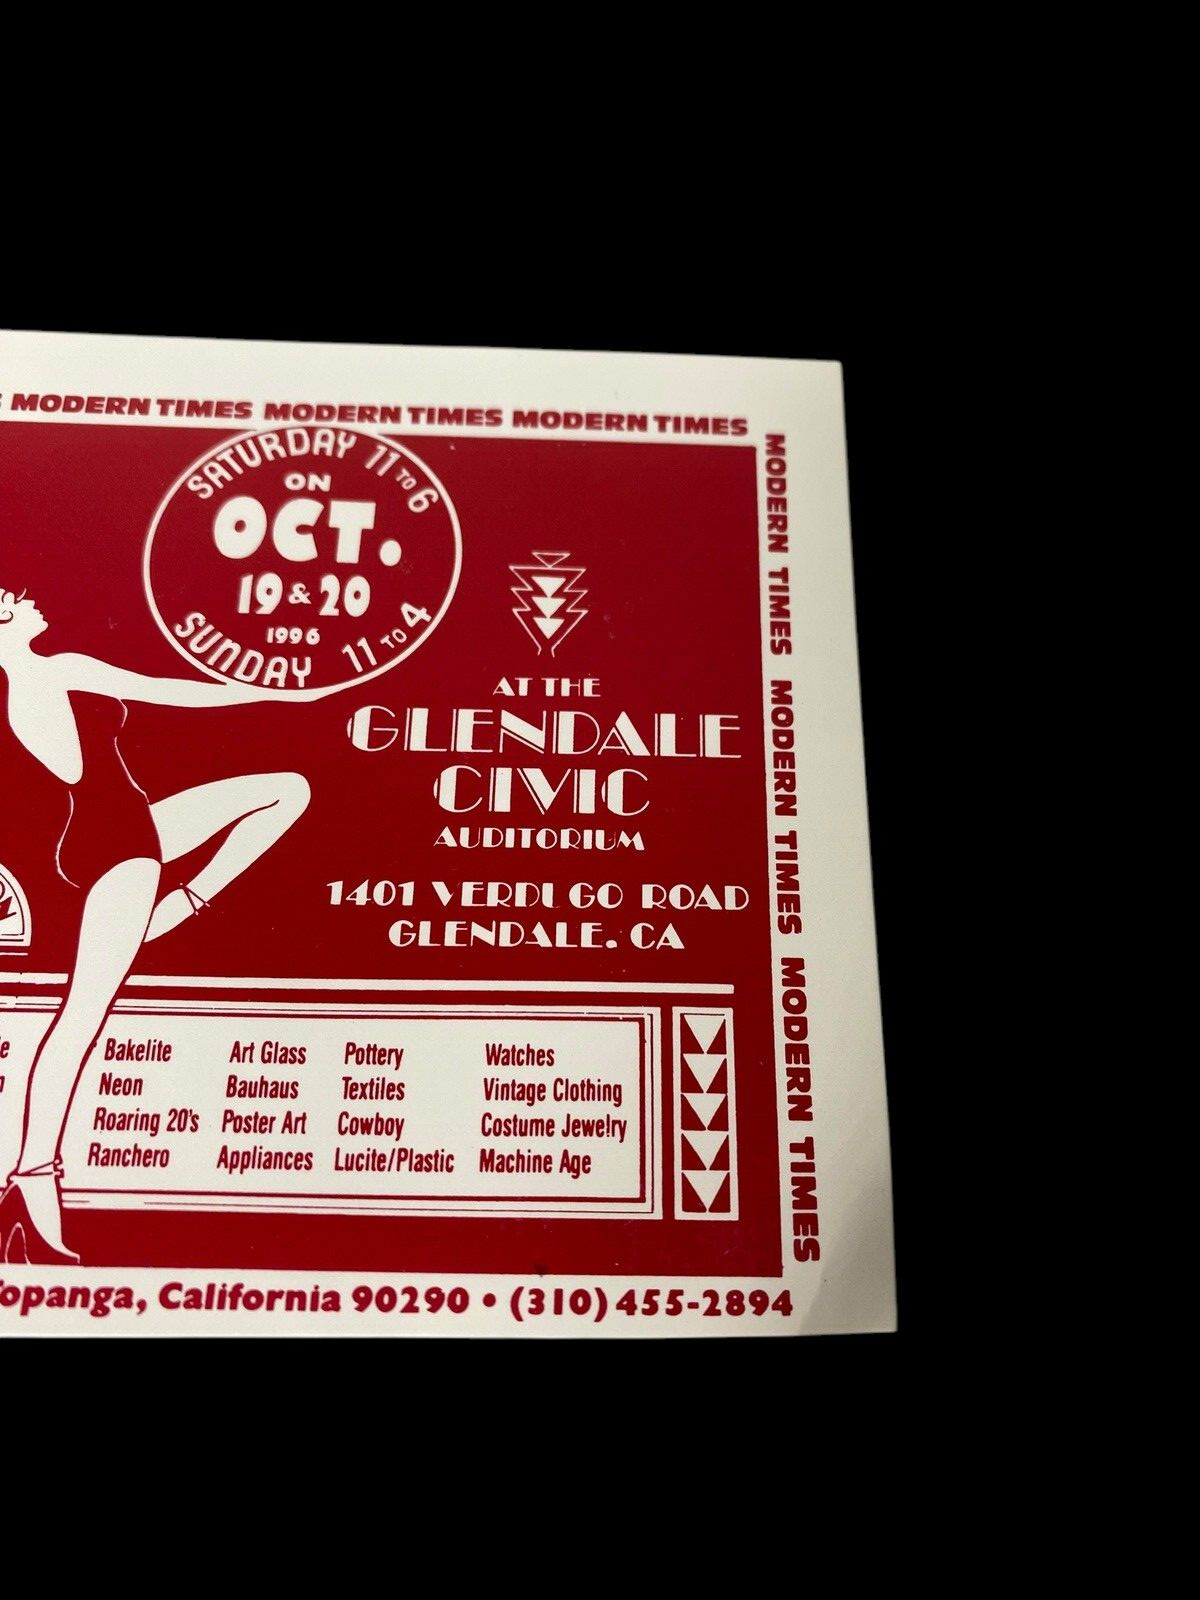 MODERN TIMES MODERN TIMES MODERN TIMES
SATURDAY 11 TO 6
ON
OCT.
19 & 20
1996
SUNDAY 11 TO 4
AT THE
GLENDALE
CIVIC
AUDITORIUM
1401 VERDUGO ROAD
GLENDALE. CA
Bakelite Art Glass Pottery Watches
Neon Bauhaus Textiles Vintage Clothing
Roaring 20's Poster Art Cowboy Costume Jewelry
Ranchero Appliances Lucite/Plastic Machine Age
MODERN TIMES MODERN TIMES MODERN TIMES
opanga, California 90290 • (310) 455-2894